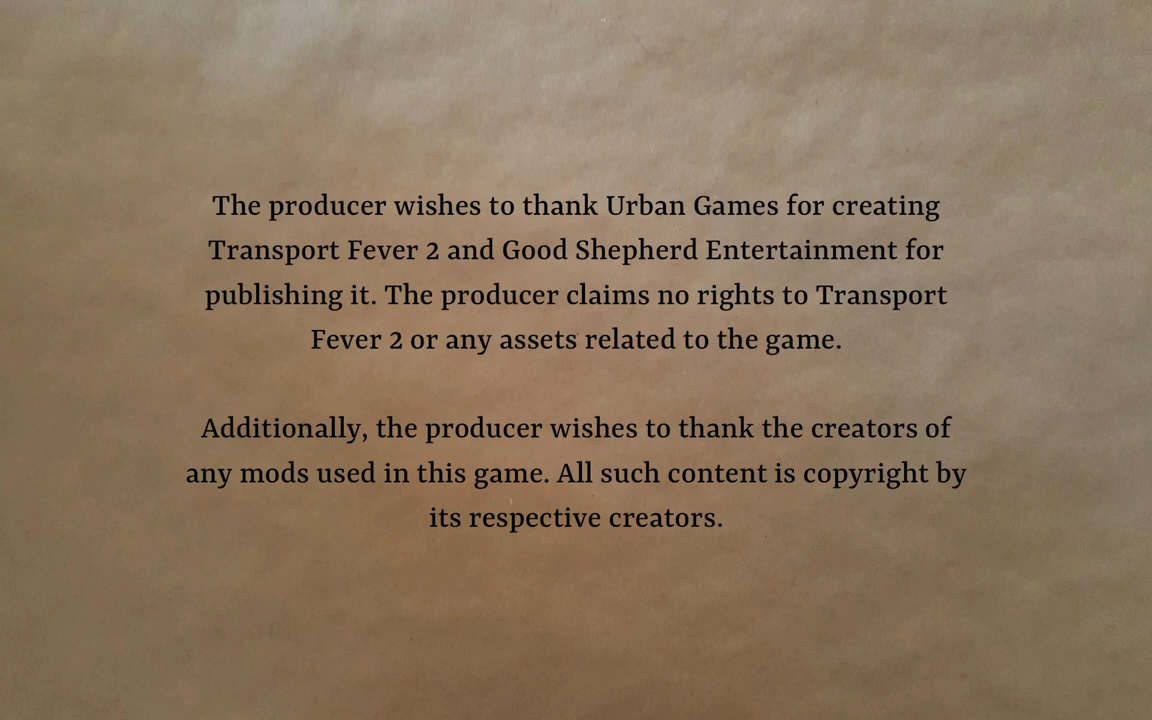 The producer wishes to thank Urban Games for creating
Transport Fever 2 and Good Shepherd Entertainment for
publishing it. The producer claims no rights to Transport
Fever 2 or any assets related to the game.
Additionally, the producer wishes to thank the creators of
any mods used in this game. All such content is copyright by
its respective creators.